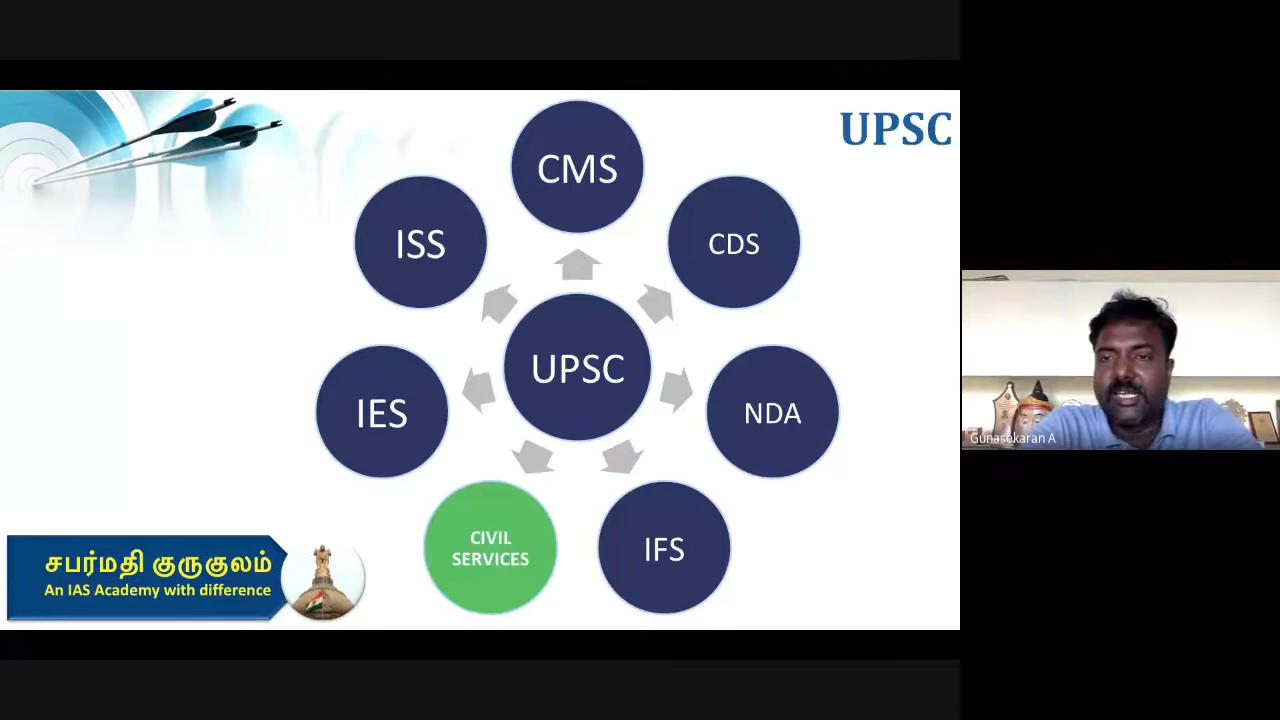 UPSC
CMS
ISS
CDS
UPSC
IES
NDA
CIVIL
SERVICES
IFS
சபர்மதி குருகுலம்
An IAS Academy with difference
Gunasekaran A